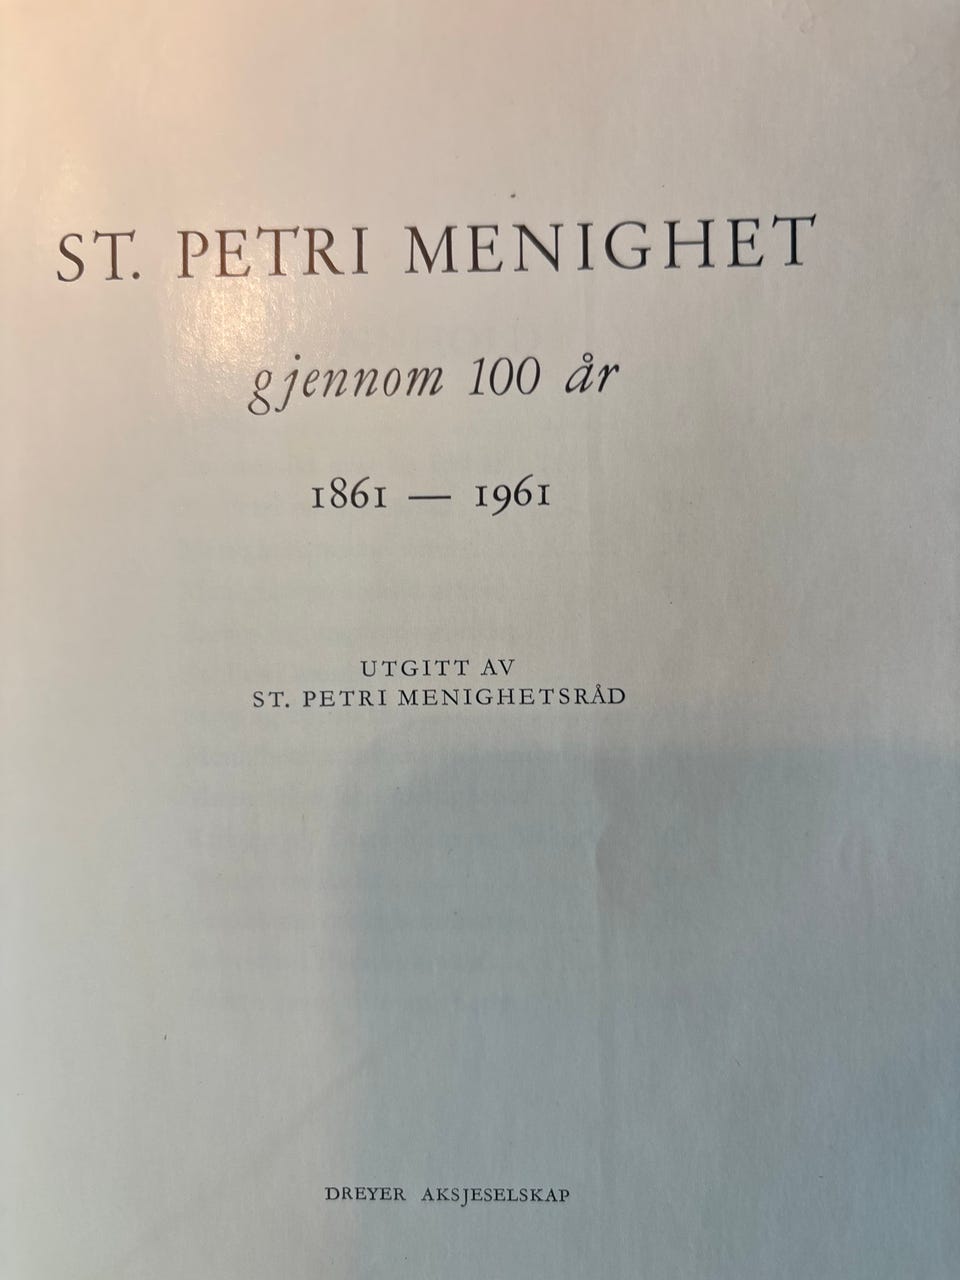 ST. PETRI MENIGHET
gjennom 100 år
1861 — 1961
UTGITT AV
ST. PETRI MENIGHETSRÅD
DREYER AKSJESELSKAP